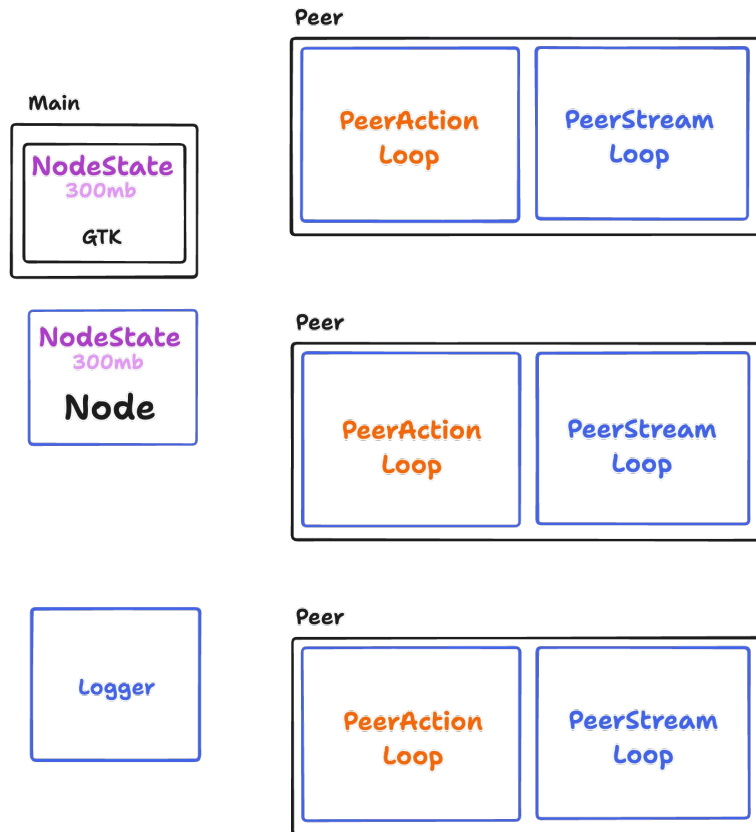 Main
NodeState
300mb
GTK
NodeState
300mb
Node
Logger
Peer
PeerAction
Loop
PeerStream
Loop
Peer
PeerAction
Loop
PeerStream
Loop
Peer
PeerAction
Loop
PeerStream
Loop